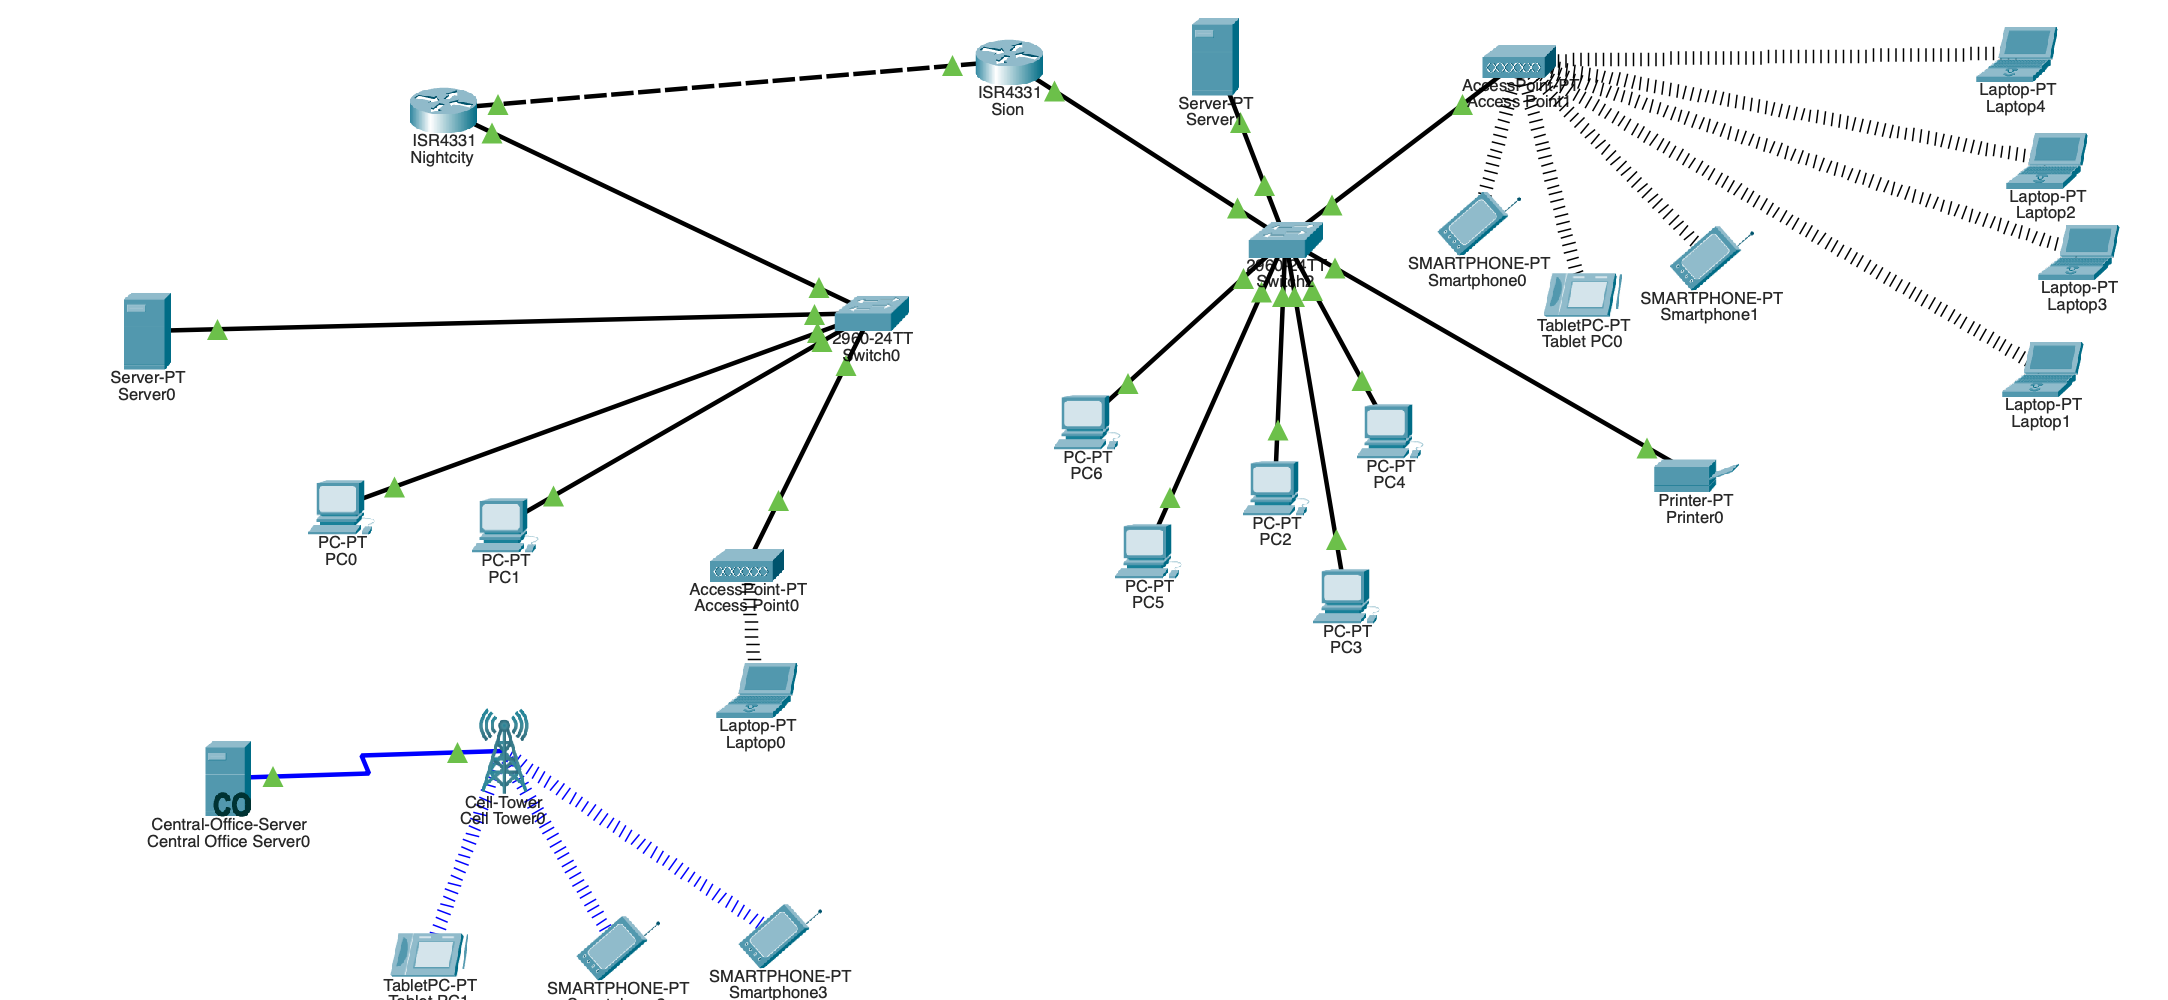 ISR4331
Nightcity
ISR4331
Sion
Server-PT
Server1
AccessPoint-PT
Access Point1
Laptop-PT
Laptop4
Laptop-PT
Laptop2
Laptop-PT
Laptop3
Laptop-PT
Laptop1
SMARTPHONE-PT
Smartphone0
SMARTPHONE-PT
Smartphone1
TabletPC-PT
Tablet PC0
2960-24TT
Switch2
2960-24TT
Switch0
Server-PT
Server0
PC-PT
PC6
PC-PT
PC4
PC-PT
PC2
PC-PT
PC5
PC-PT
PC3
Printer-PT
Printer0
PC-PT
PC0
PC-PT
PC1
AccessPoint-PT
Access Point0
Laptop-PT
Laptop0
CO
Central-Office-Server
Central Office Server0
Cell-Tower
Cell Tower0
TabletPC-PT
Tablet PC1
SMARTPHONE-PT
SMARTPHONE-PT
Smartphone3